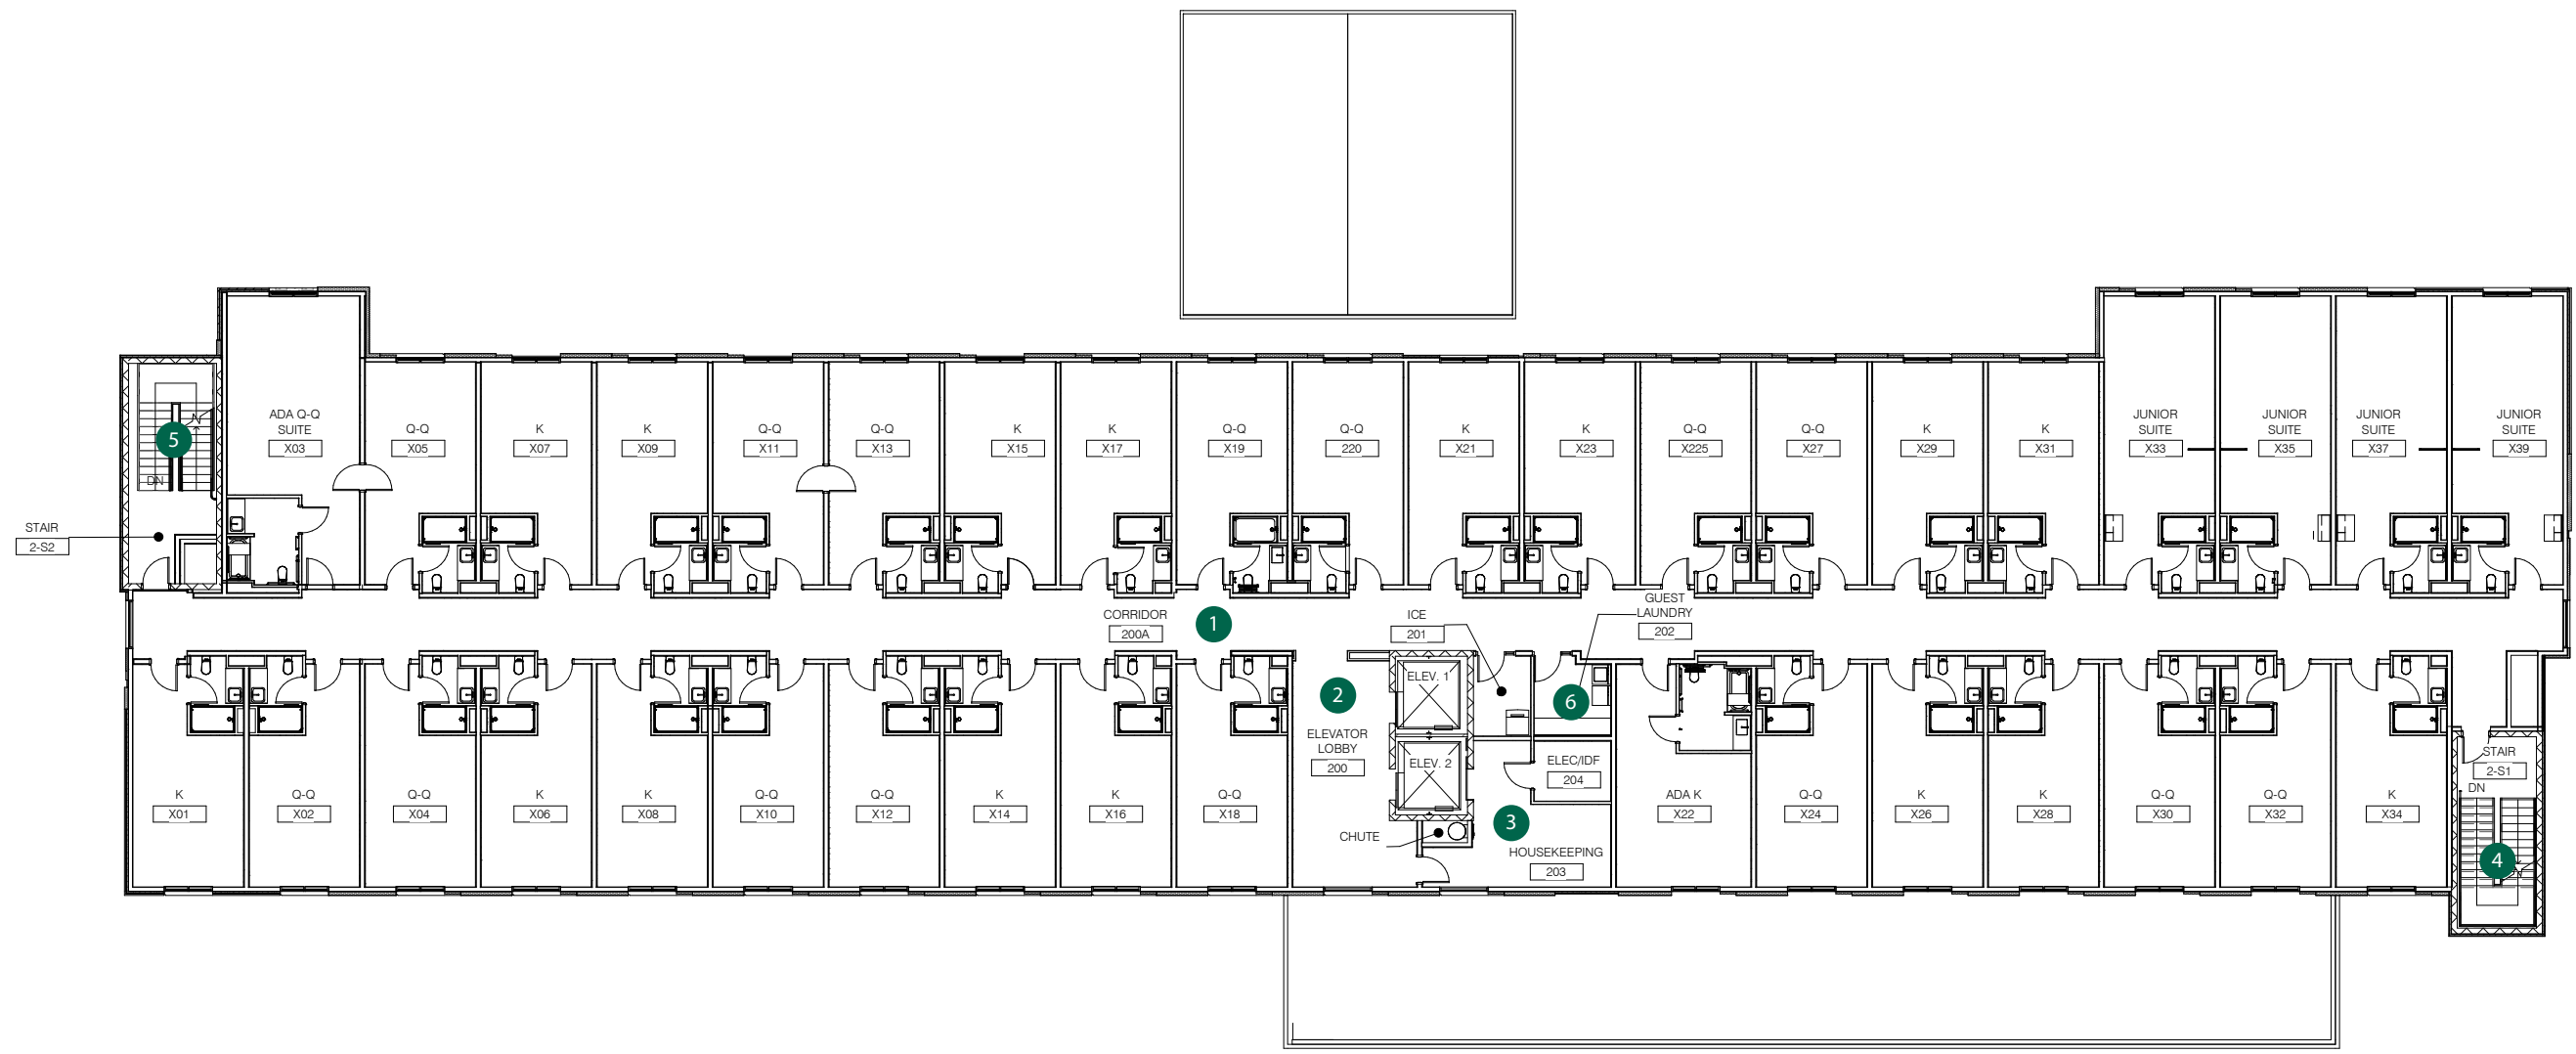 ADA Q-Q
SUITE
X03
Q-Q
X05
K
X07
K
X09
Q-Q
X11
Q-Q
X13
K
X15
K
X17
Q-Q
X19
Q-Q
220
K
X21
K
X23
Q-Q
X225
Q-Q
X27
K
X29
K
X31
JUNIOR
SUITE
X33
JUNIOR
SUITE
X35
JUNIOR
SUITE
X37
JUNIOR
SUITE
X39
5
DN
STAIR
2-S2
CORRIDOR
200A
1
ICE
201
GUEST
LAUNDRY
202
2
ELEVATOR
LOBBY
200
ELEV. 1
ELEV. 2
6
ELEC/IDF
204
3
CHUTE
HOUSEKEEPING
203
STAIR
2-S1
DN
4
K
X01
Q-Q
X02
Q-Q
X04
K
X06
K
X08
Q-Q
X10
Q-Q
X12
K
X14
K
X16
Q-Q
X18
ADA K
X22
Q-Q
X24
K
X26
K
X28
Q-Q
X30
Q-Q
X32
K
X34